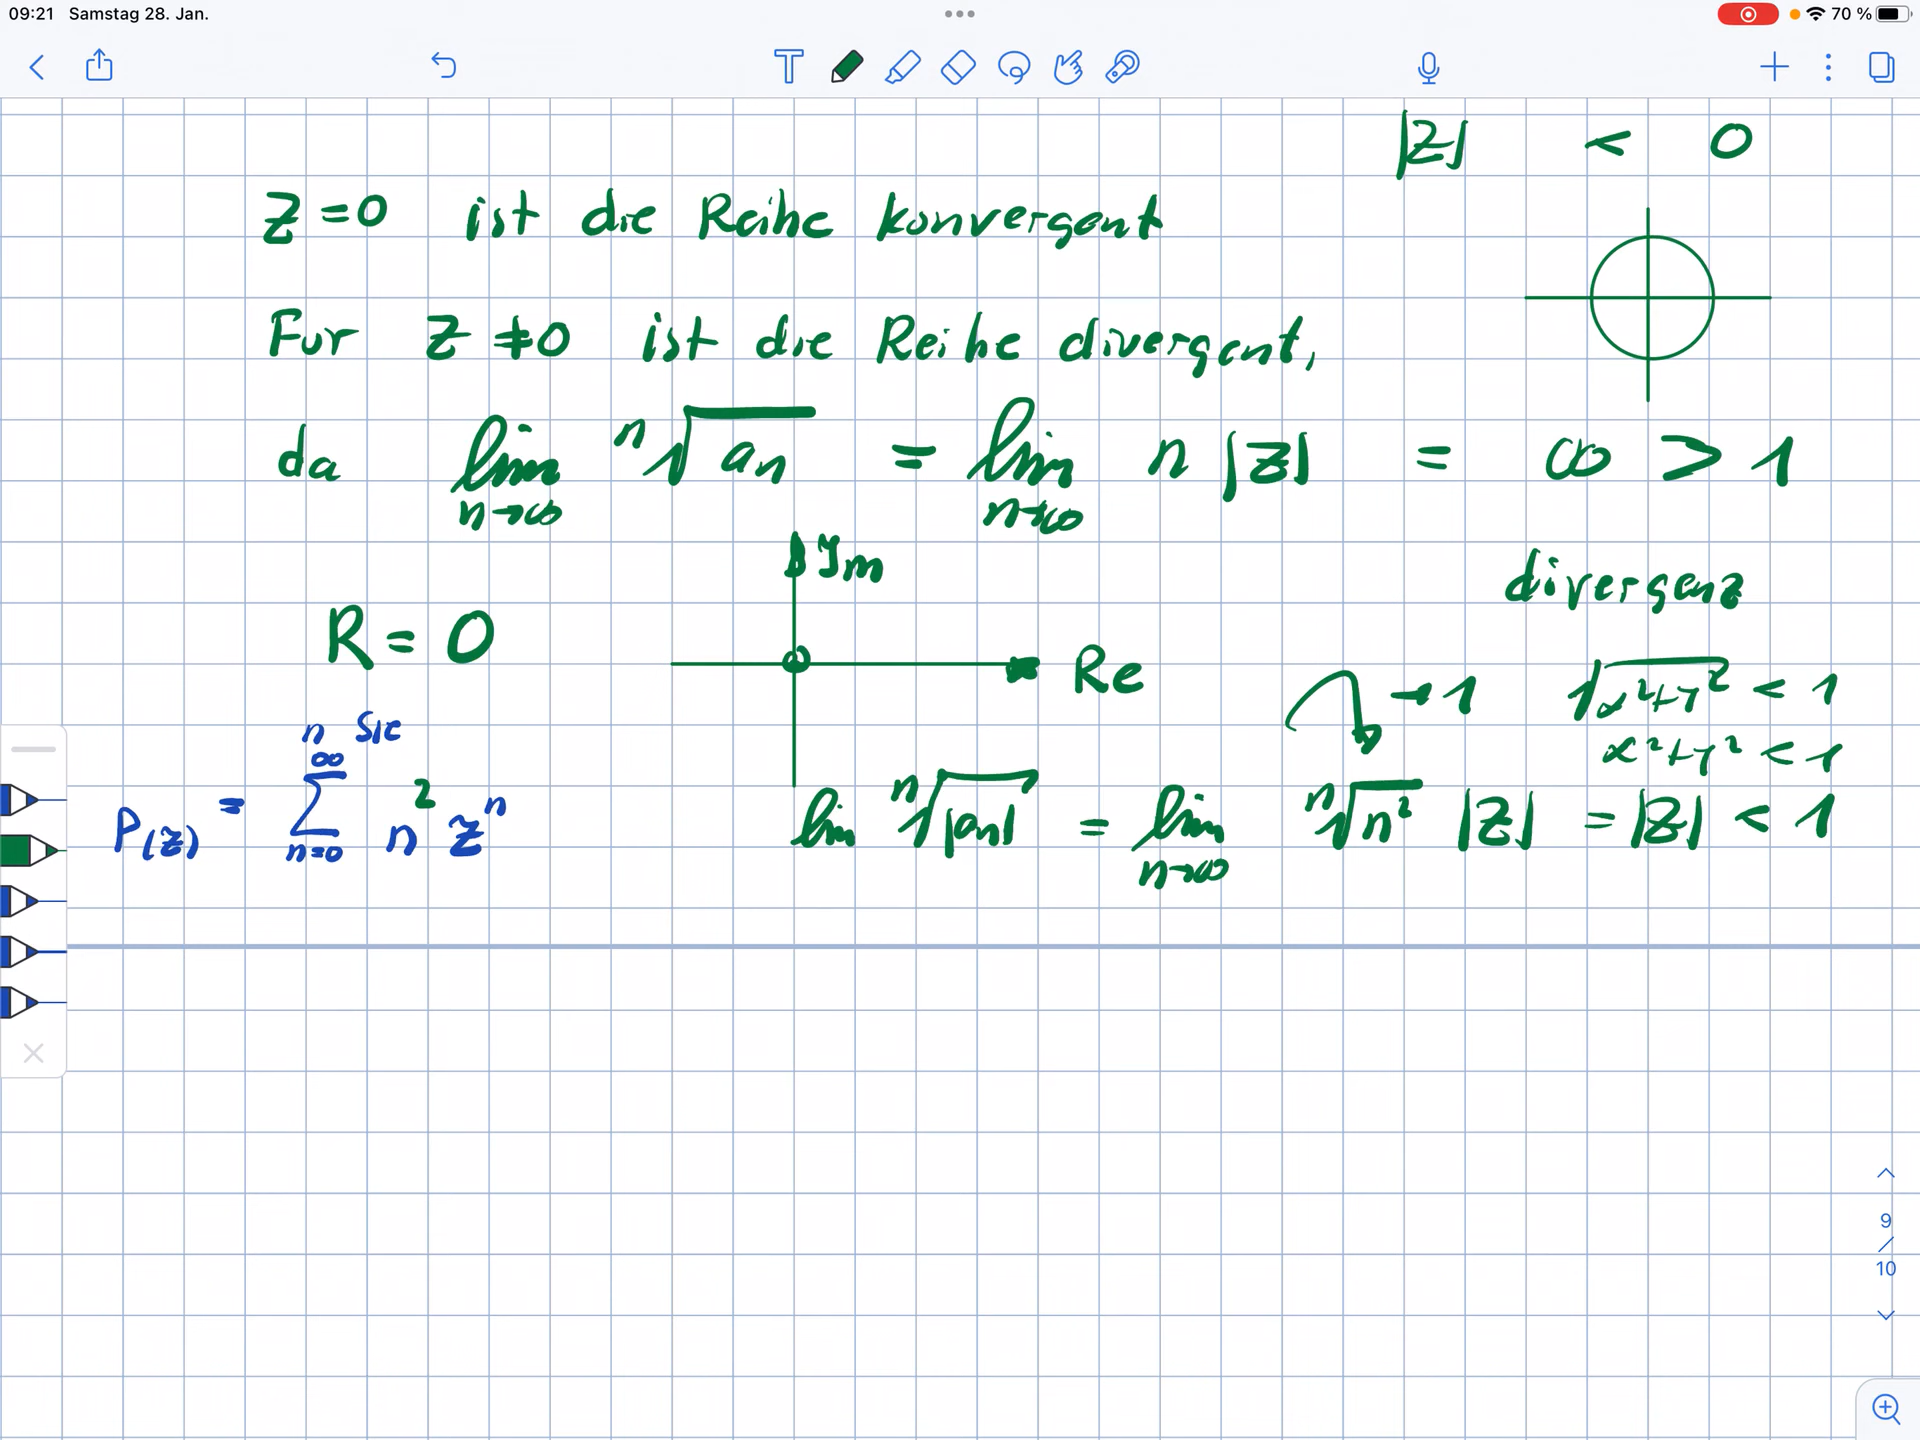 09:21 Samstag 28. Jan.
70 %
|z| < 0
z = 0 ist die Reihe konvergent
Fur z ≠ 0 ist die Reihe divergent,
da lim n→∞ ⁿ√an = lim n→∞ n |z| = ∞ > 1
Im
divergenz
R = 0
Re
→ 1
√x²+y² < 1
x²+y² < 1
n Sie
P(z) = ∞ Σ n=0 n² zⁿ
lim ⁿ√|an| = lim n→∞ ⁿ√n² |z| = |z| < 1
9
/
10